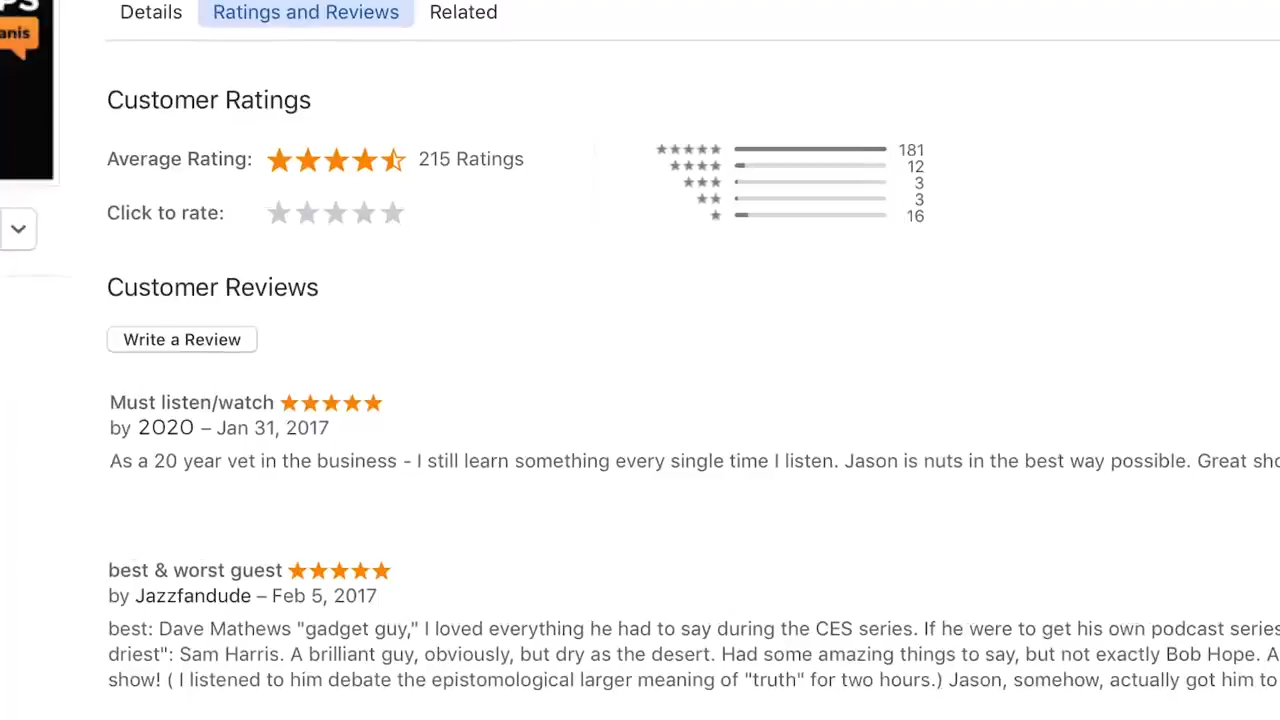 PS
anis
Details Ratings and Reviews Related
Customer Ratings
Average Rating: 215 Ratings
181
12
3
3
16
Click to rate:
Customer Reviews
Write a Review
Must listen/watch
by 2020 – Jan 31, 2017
As a 20 year vet in the business - I still learn something every single time I listen. Jason is nuts in the best way possible. Great sho
best & worst guest
by Jazzfandude – Feb 5, 2017
best: Dave Mathews "gadget guy," I loved everything he had to say during the CES series. If he were to get his own podcast series
driest": Sam Harris. A brilliant guy, obviously, but dry as the desert. Had some amazing things to say, but not exactly Bob Hope. A
show! ( I listened to him debate the epistomological larger meaning of "truth" for two hours.) Jason, somehow, actually got him to